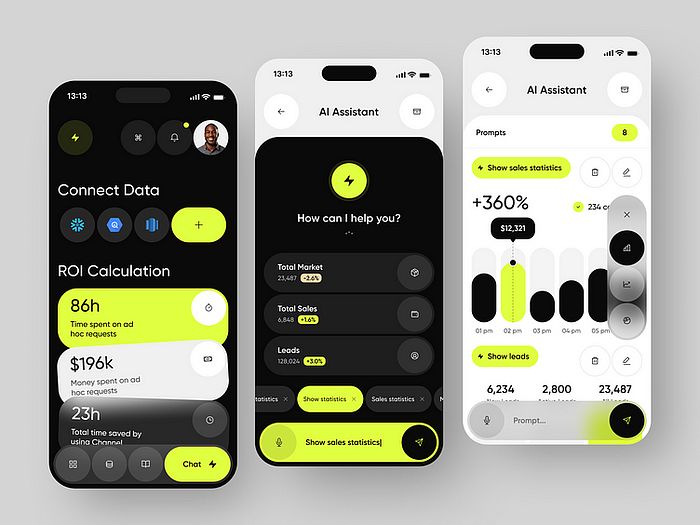 13:13
Connect Data
ROI Calculation
86h
Time spent on ad
hoc requests
$196k
Money spent on ad
hoc requests
23h
Total time saved by
using Channel
Chat
13:13
AI Assistant
How can I help you?
Total Market
23,487 -2.6%
Total Sales
6,848 +1.6%
Leads
128,024 +3.0%
tatistics
Show statistics
Sales statistics
Show sales statistics
13:13
AI Assistant
Prompts 8
Show sales statistics
+360%
234 c
$12,321
01 pm 02 pm 03 pm 04 pm 05 pm
Show leads
6,234 2,800 23,487
Prompt...